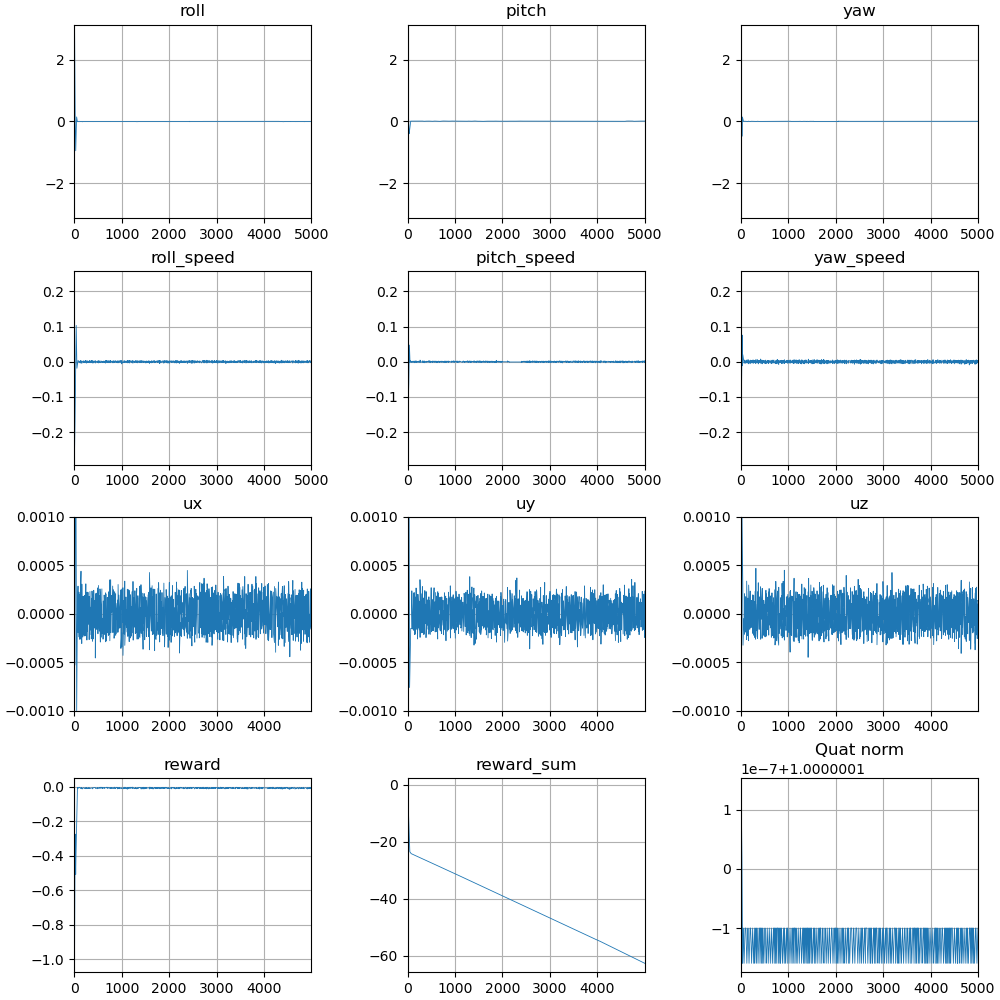 roll pitch yaw
2 2 2
0 0 0
−2 −2 −2
0 1000 2000 3000 4000 5000 0 1000 2000 3000 4000 5000 0 1000 2000 3000 4000 5000
roll_speed pitch_speed yaw_speed
0.2 0.2 0.2
0.1 0.1 0.1
0.0 0.0 0.0
−0.1 −0.1 −0.1
−0.2 −0.2 −0.2
0 1000 2000 3000 4000 5000 0 1000 2000 3000 4000 5000 0 1000 2000 3000 4000 5000
ux uy uz
0.0010 0.0010 0.0010
0.0005 0.0005 0.0005
0.0000 0.0000 0.0000
−0.0005 −0.0005 −0.0005
−0.0010 −0.0010 −0.0010
0 1000 2000 3000 4000 0 1000 2000 3000 4000 0 1000 2000 3000 4000
reward reward_sum Quat norm
1e−7+1.0000001
0.0 0 1
−0.2 −20 0
−0.4 −40 −1
−0.6 −60
−0.8
−1.0
0 1000 2000 3000 4000 5000 0 1000 2000 3000 4000 5000 0 1000 2000 3000 4000 5000